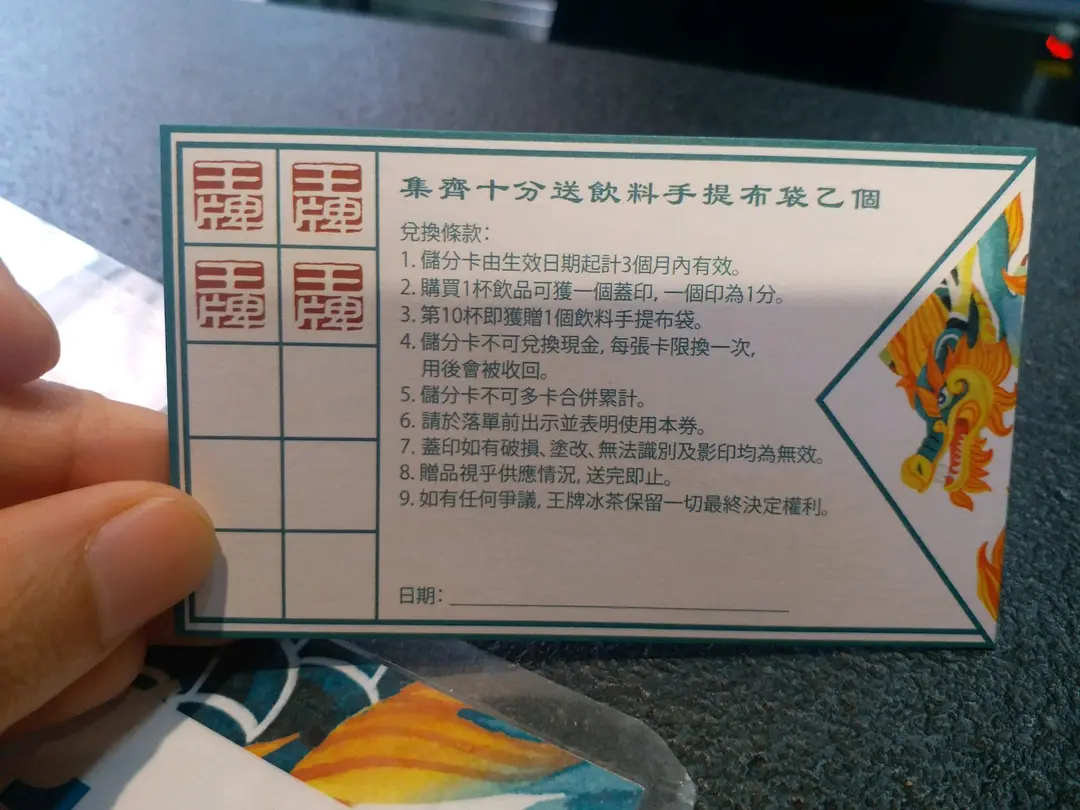 王牌 王牌
王牌 王牌
集齊十分送飲料手提布袋乙個
兌換條款：
1. 儲分卡由生效日期起計3個月內有效。
2. 購買1杯飲品可獲一個蓋印, 一個印為1分。
3. 第10杯即獲贈1個飲料手提布袋。
4. 儲分卡不可兌換現金, 每張卡限換一次,
用後會被收回。
5. 儲分卡不可多卡合併累計。
6. 請於落單前出示並表明使用本券。
7. 蓋印如有破損、塗改、無法識別及影印均為無效。
8. 贈品視乎供應情況, 送完即止。
9. 如有任何爭議, 王牌冰茶保留一切最終決定權利。
日期：